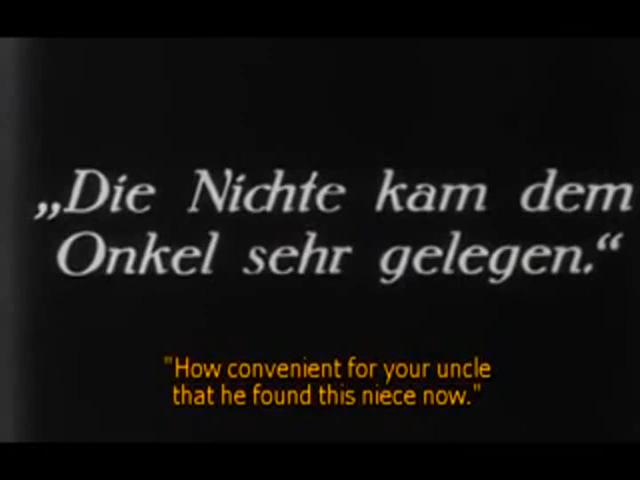 „Die Nichte kam dem
Onkel sehr gelegen.“
"How convenient for your uncle
that he found this niece now."